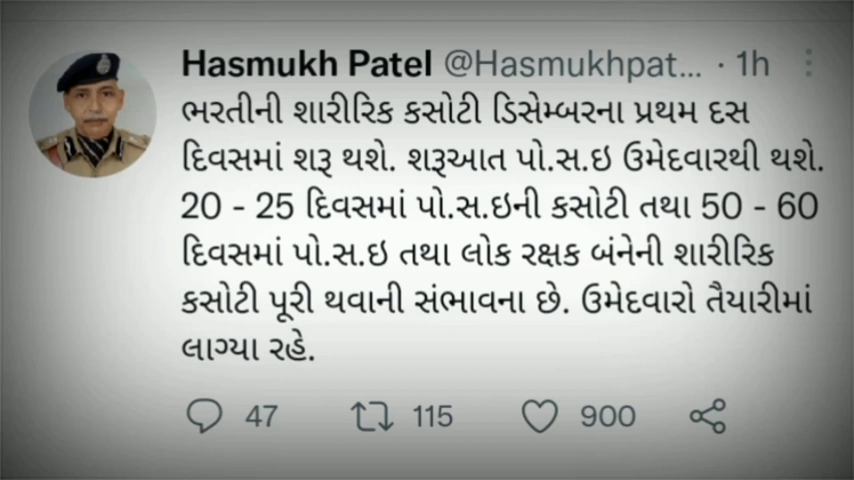 Hasmukh Patel @Hasmukhpat... · 1h
ભરતીની શારીરિક કસોટી ડિસેમ્બરના પ્રથમ દસ
દિવસમાં શરૂ થશે. શરૂઆત પો.સ.ઇ ઉમેદવારથી થશે.
20 - 25 દિવસમાં પો.સ.ઇની કસોટી તથા 50 - 60
દિવસમાં પો.સ.ઇ તથા લોક રક્ષક બંનેની શારીરિક
કસોટી પૂરી થવાની સંભાવના છે. ઉમેદવારો તૈયારીમાં
લાગ્યા રહે.
47 115 900